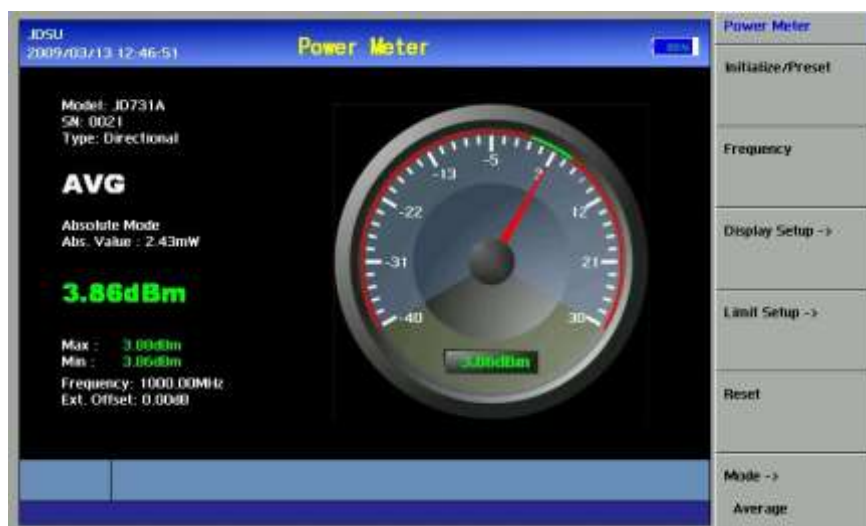 JDSU
2009/03/13 12:46:51
Power Meter
Model: JD731A
SN: 0021
Type: Directional
AVG
Absolute Mode
Abs. Value : 2.43mW
3.86dBm
Max :
Min : 3.86dBm
Frequency: 1000.00MHz
Ext. Offset: 0.00dB
-40
-31
-22
-13
-5
12
21
30
3.86dBm
Power Meter
Initialize/Preset
Frequency
Display Setup ->
Limit Setup ->
Reset
Mode ->
Average